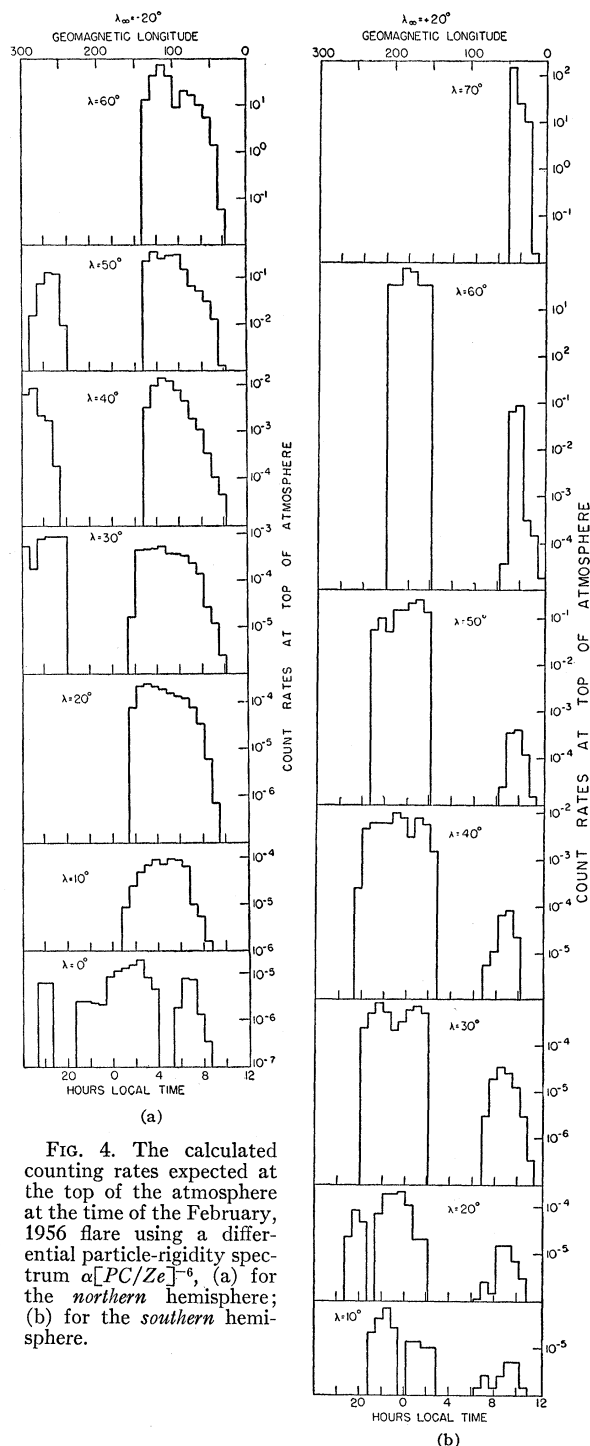 λ∞=-20°
GEOMAGNETIC LONGITUDE
300 200 100 0
λ=60°
10¹
10⁰
10⁻¹
λ=50°
10⁻¹
10⁻²
λ=40°
10⁻²
10⁻³
10⁻⁴
λ=30°
10⁻³
10⁻⁴
10⁻⁵
λ=20°
10⁻⁴
10⁻⁵
10⁻⁶
λ=10°
10⁻⁴
10⁻⁵
10⁻⁶
λ=0°
10⁻⁵
10⁻⁶
10⁻⁷
20 0 4 8 12
HOURS LOCAL TIME
COUNT RATES AT TOP OF ATMOSPHERE
(a)
FIG. 4. The calculated
counting rates expected at
the top of the atmosphere
at the time of the February,
1956 flare using a differ-
ential particle-rigidity spec-
trum α[PC/Ze]⁻⁶, (a) for
the northern hemisphere;
(b) for the southern hemi-
sphere.
λ∞=+20°
GEOMAGNETIC LONGITUDE
300 200 100 0
λ=70°
10²
10¹
10⁰
10⁻¹
λ=60°
10¹
10²
10⁻¹
10⁻²
10⁻³
10⁻⁴
λ=50°
10⁻¹
10⁻²
10⁻³
10⁻⁴
λ=40°
10⁻²
10⁻³
10⁻⁴
10⁻⁵
λ=30°
10⁻⁴
10⁻⁵
10⁻⁶
λ=20°
10⁻⁴
10⁻⁵
λ=10°
10⁻⁵
20 0 4 8 12
HOURS LOCAL TIME
COUNT RATES AT TOP OF ATMOSPHERE
(b)